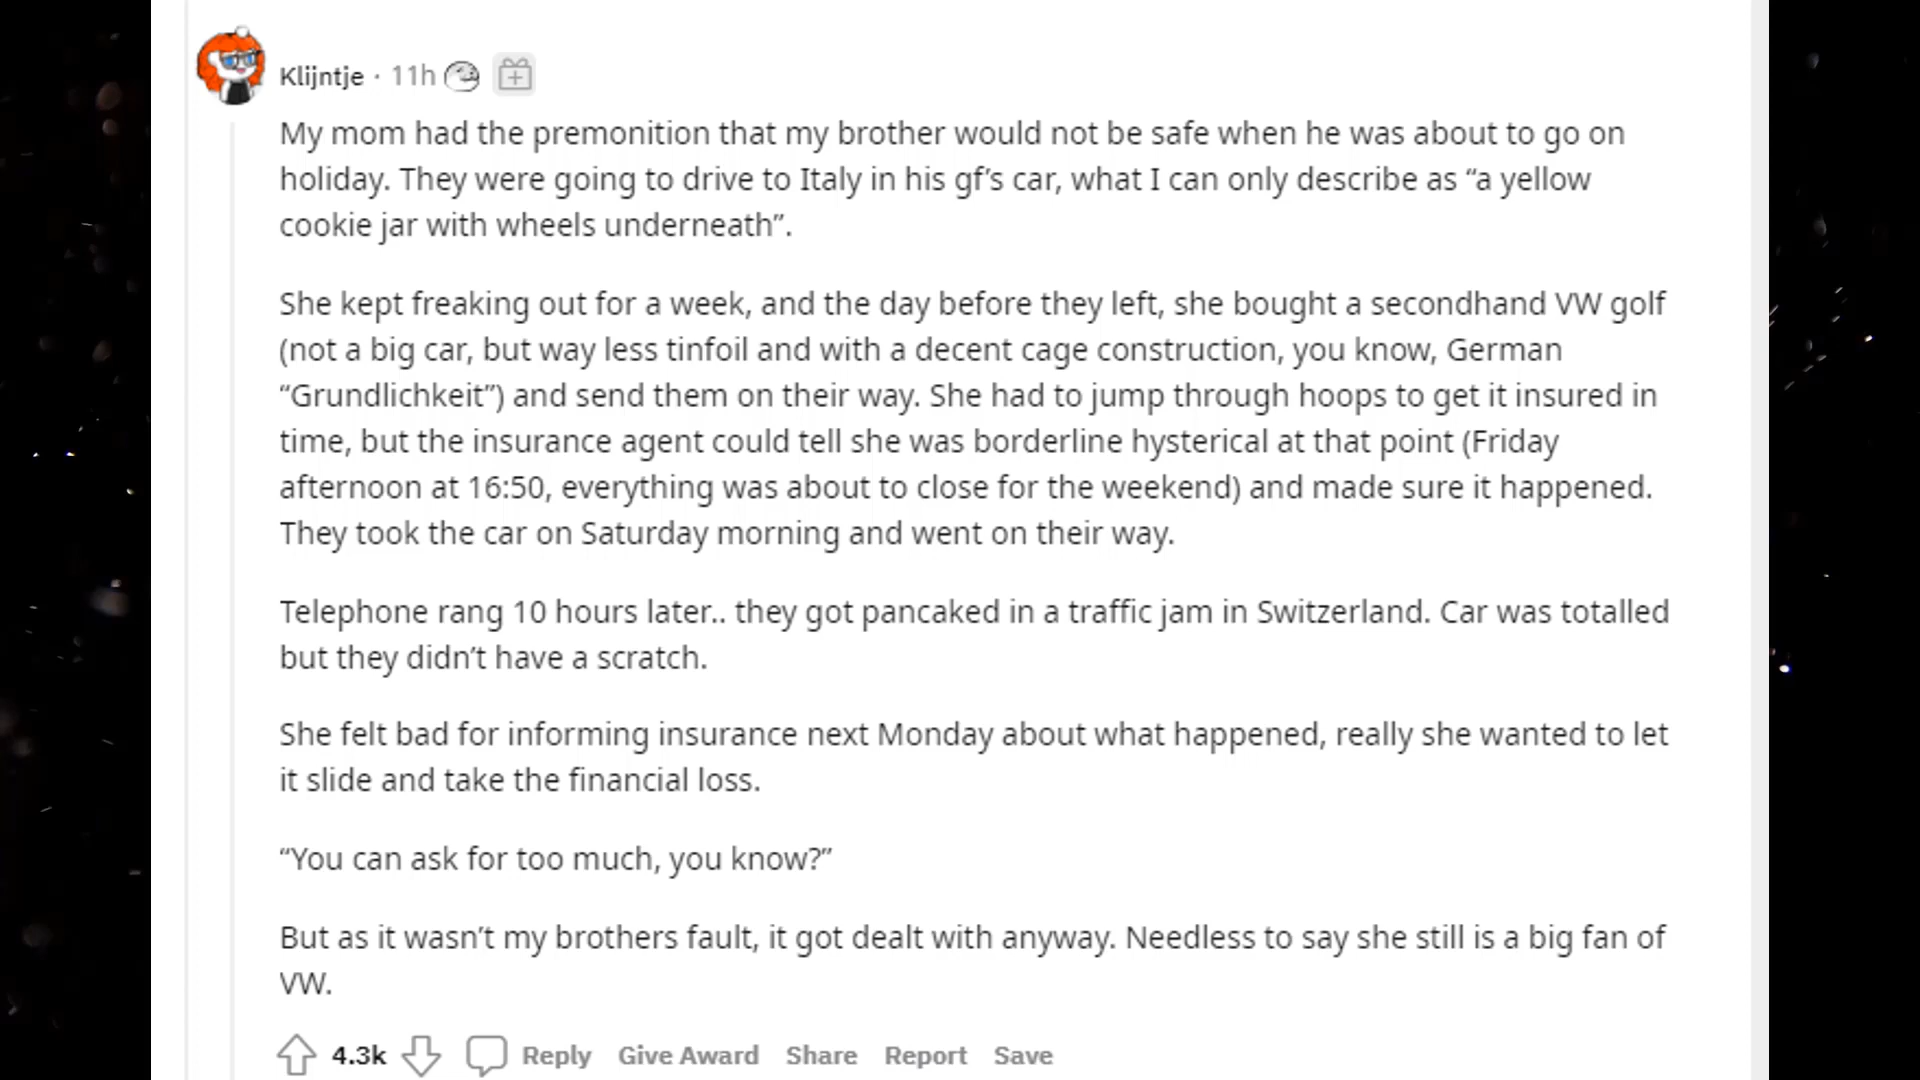 Klijntje · 11h
My mom had the premonition that my brother would not be safe when he was about to go on
holiday. They were going to drive to Italy in his gf’s car, what I can only describe as “a yellow
cookie jar with wheels underneath”.
She kept freaking out for a week, and the day before they left, she bought a secondhand VW golf
(not a big car, but way less tinfoil and with a decent cage construction, you know, German
“Grundlichkeit”) and send them on their way. She had to jump through hoops to get it insured in
time, but the insurance agent could tell she was borderline hysterical at that point (Friday
afternoon at 16:50, everything was about to close for the weekend) and made sure it happened.
They took the car on Saturday morning and went on their way.
Telephone rang 10 hours later.. they got pancaked in a traffic jam in Switzerland. Car was totalled
but they didn’t have a scratch.
She felt bad for informing insurance next Monday about what happened, really she wanted to let
it slide and take the financial loss.
“You can ask for too much, you know?”
But as it wasn’t my brothers fault, it got dealt with anyway. Needless to say she still is a big fan of
VW.
4.3k Reply Give Award Share Report Save